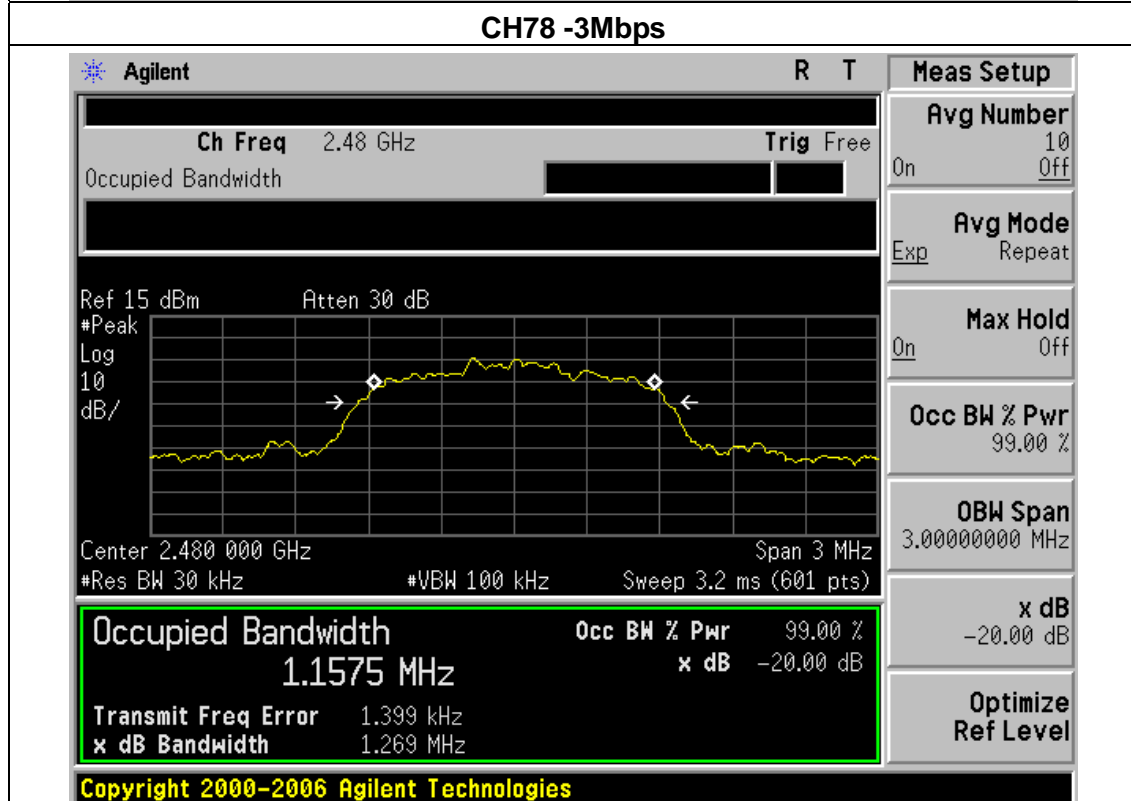 CH78 -3Mbps
Agilent R T
Ch Freq 2.48 GHz Trig Free
Occupied Bandwidth
Ref 15 dBm Atten 30 dB
#Peak
Log
10
dB/
Center 2.480 000 GHz Span 3 MHz
#Res BW 30 kHz #VBW 100 kHz Sweep 3.2 ms (601 pts)
Occupied Bandwidth Occ BW % Pwr 99.00 %
1.1575 MHz x dB -20.00 dB
Transmit Freq Error 1.399 kHz
x dB Bandwidth 1.269 MHz
Copyright 2000-2006 Agilent Technologies
Meas Setup
Avg Number
10
On Off
Avg Mode
Exp Repeat
Max Hold
On Off
Occ BW % Pwr
99.00 %
OBW Span
3.00000000 MHz
x dB
-20.00 dB
Optimize
Ref Level